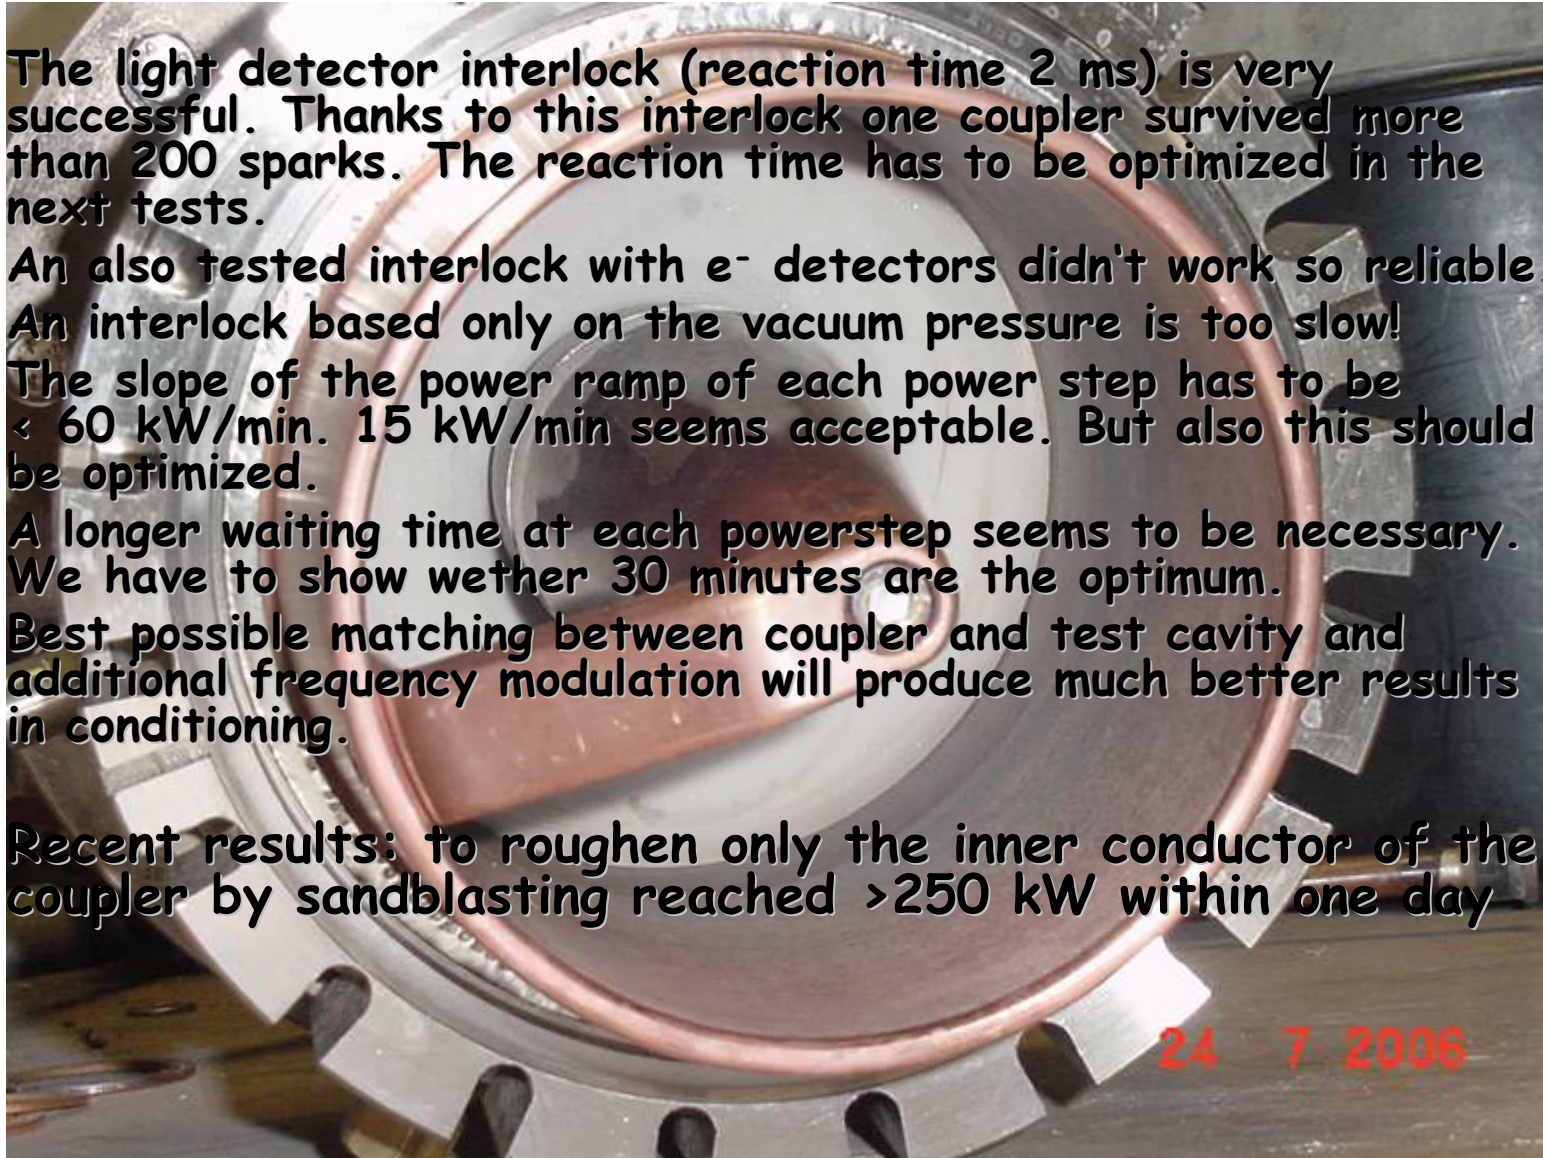 The light detector interlock (reaction time 2 ms) is very
successful. Thanks to this interlock one coupler survived more
than 200 sparks. The reaction time has to be optimized in the
next tests.
An also tested interlock with e⁻ detectors didn't work so reliable.
An interlock based only on the vacuum pressure is too slow!
The slope of the power ramp of each power step has to be
< 60 kW/min. 15 kW/min seems acceptable. But also this should
be optimized.
A longer waiting time at each powerstep seems to be necessary.
We have to show wether 30 minutes are the optimum.
Best possible matching between coupler and test cavity and
additional frequency modulation will produce much better results
in conditioning.
Recent results: to roughen only the inner conductor of the
coupler by sandblasting reached >250 kW within one day
24 7 2006